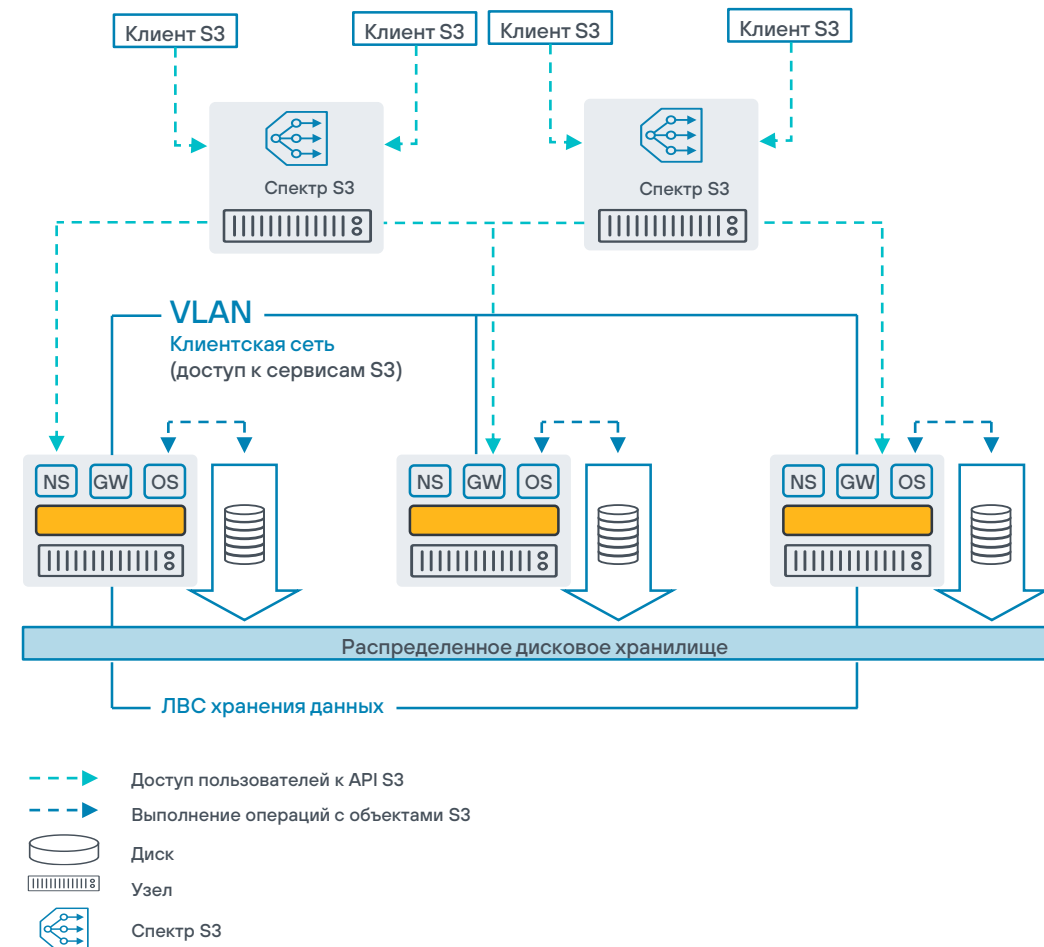 Клиент S3
Клиент S3
Клиент S3
Клиент S3
Спектр S3
Спектр S3
VLAN
Клиентская сеть
(доступ к сервисам S3)
NS GW OS
NS GW OS
NS GW OS
Распределенное дисковое хранилище
ЛВС хранения данных
Доступ пользователей к API S3
Выполнение операций с объектами S3
Диск
Узел
Спектр S3